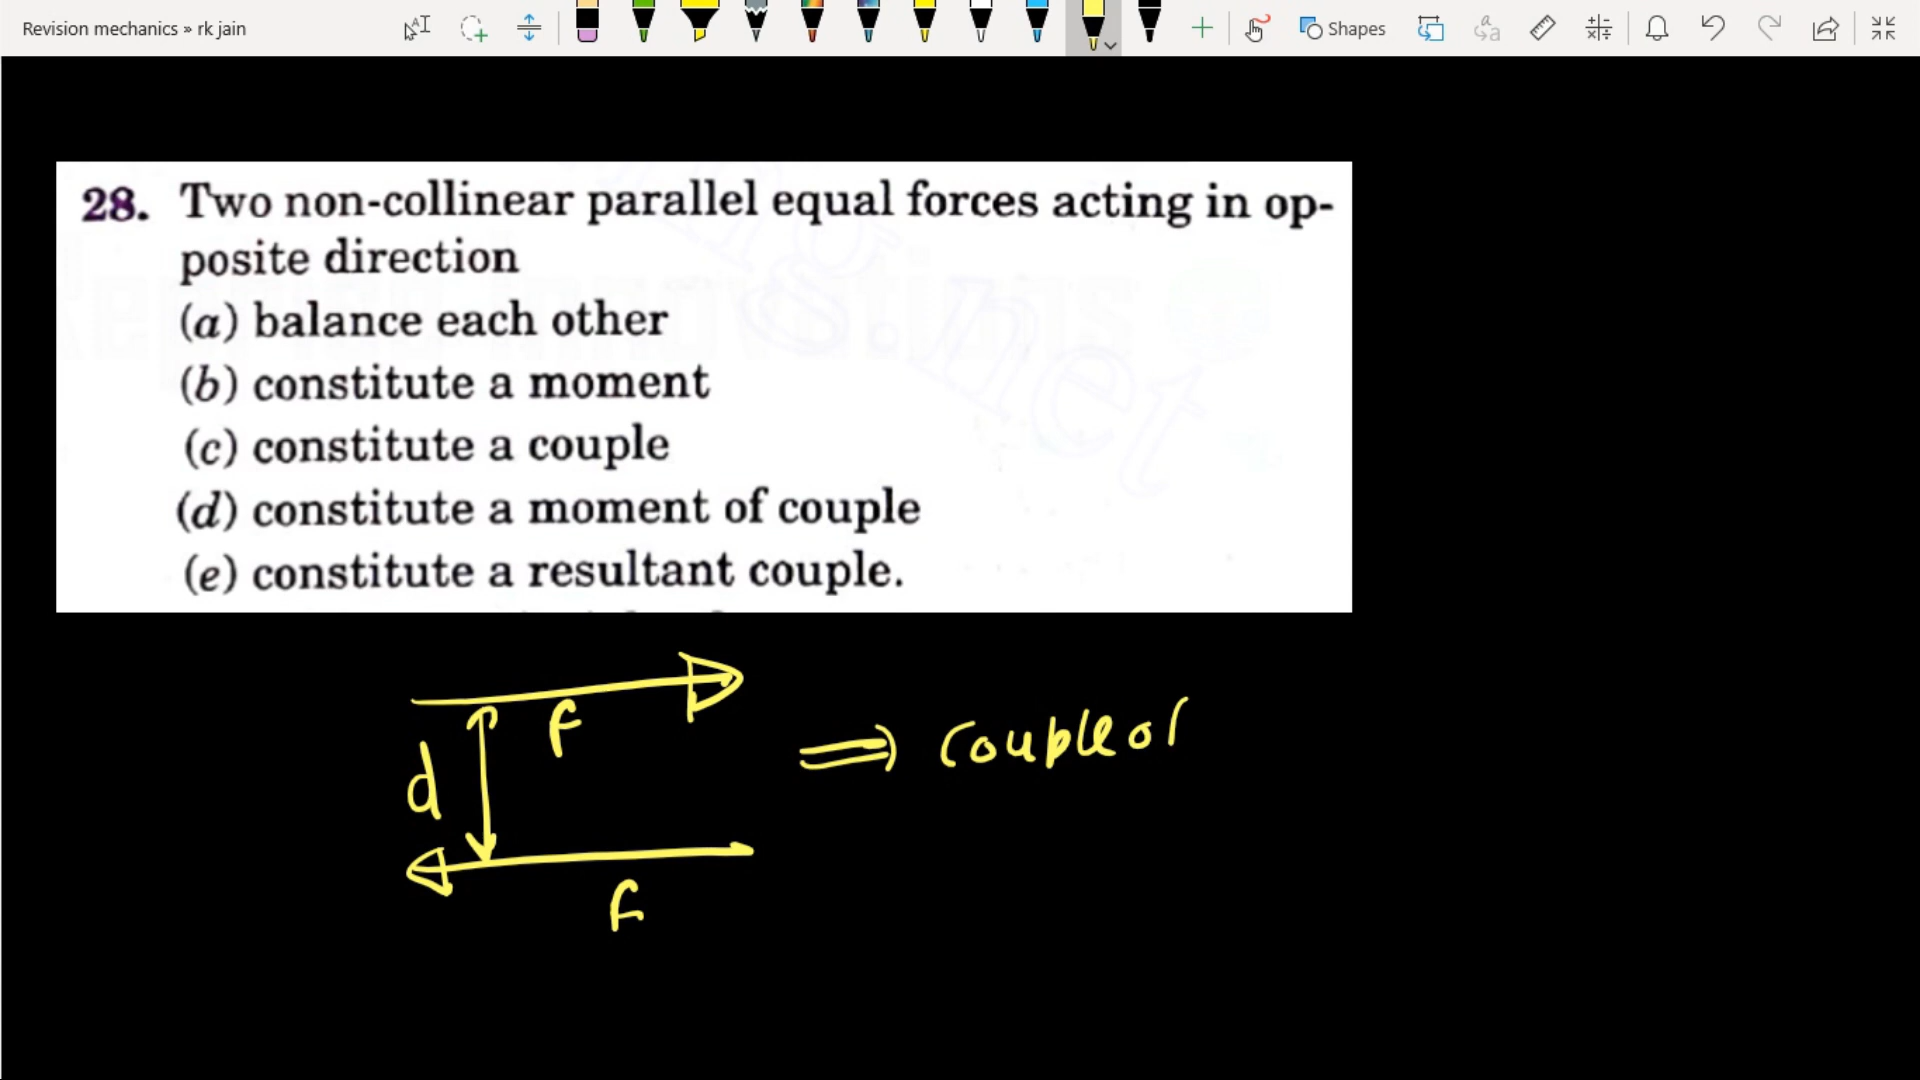 Revision mechanics » rk jain
Shapes
28. Two non-collinear parallel equal forces acting in op-
posite direction
(a) balance each other
(b) constitute a moment
(c) constitute a couple
(d) constitute a moment of couple
(e) constitute a resultant couple.
f
d
⇒ couple of
f